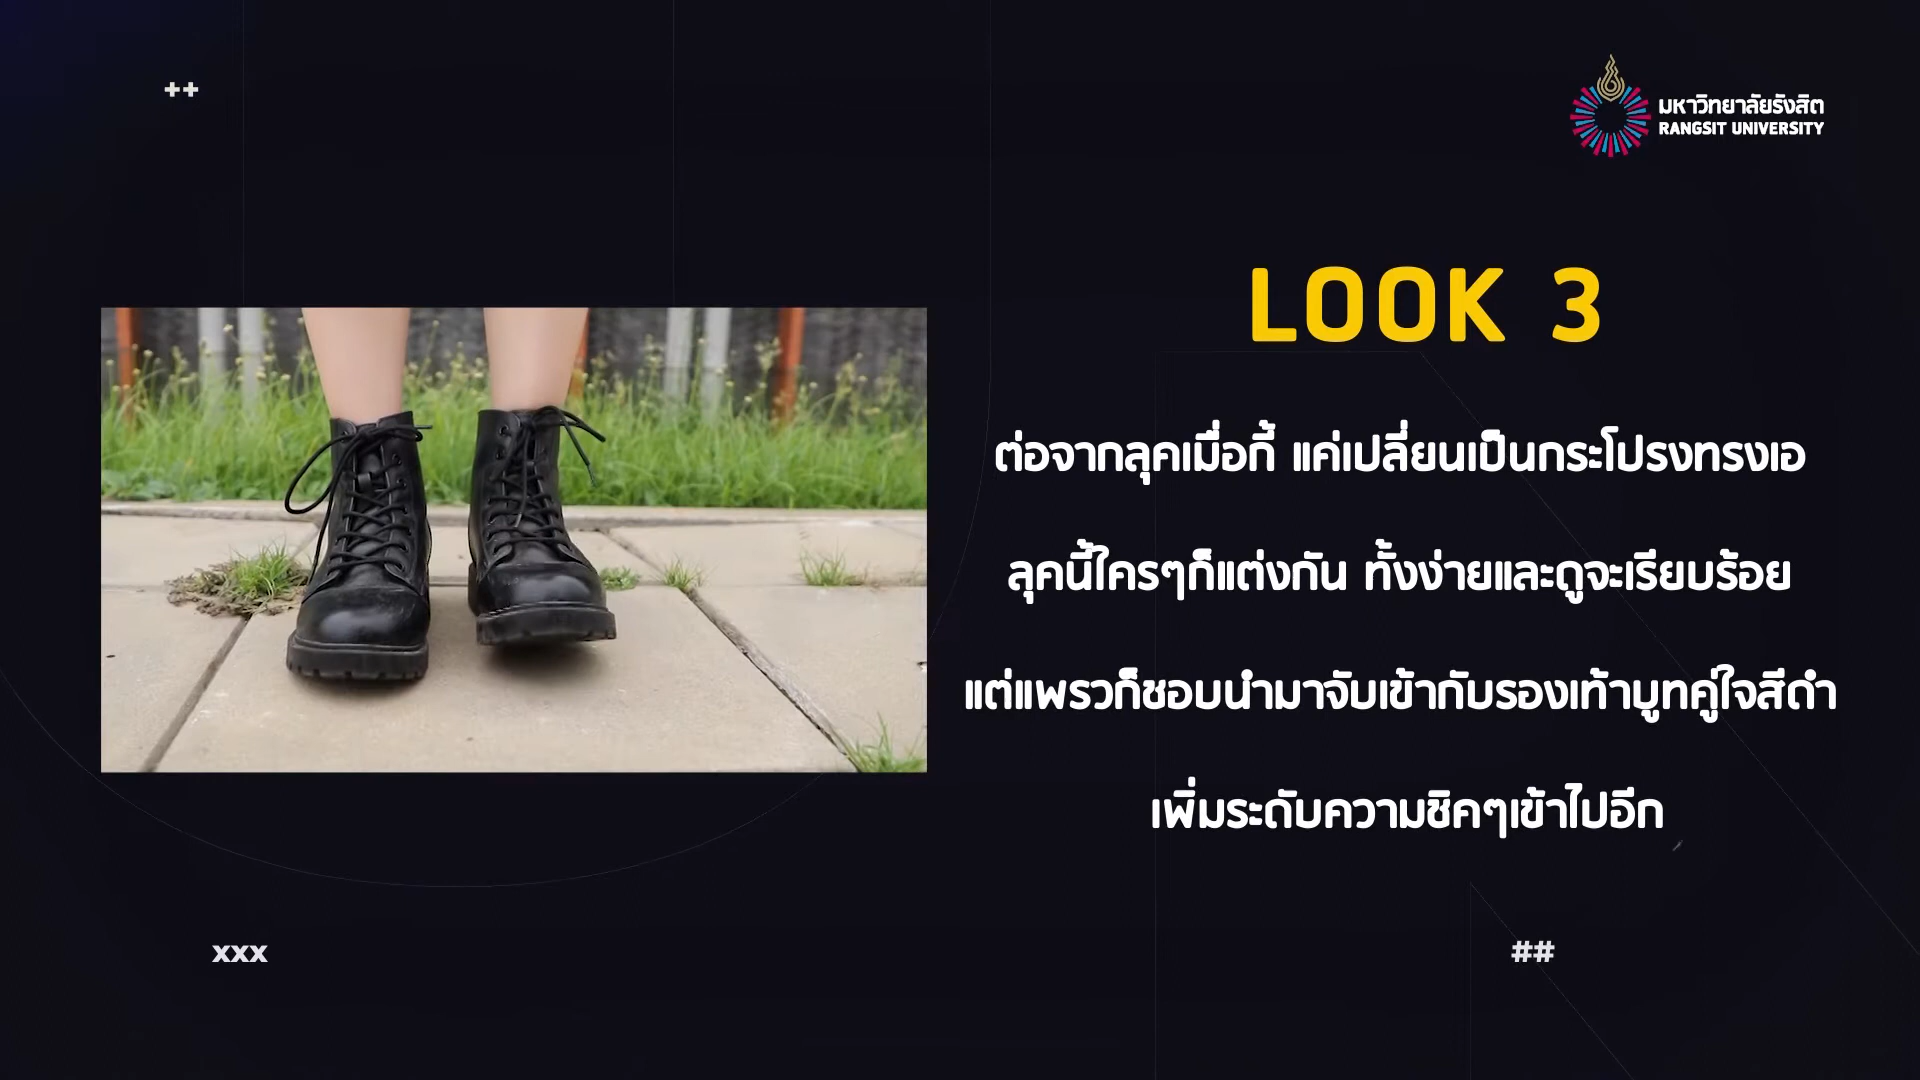 ++
มหาวิทยาลัยรังสิต
RANGSIT UNIVERSITY
LOOK 3
ต่อจากลุคเมื่อกี้ แค่เปลี่ยนเป็นกระโปรงทรงเอ
ลุคนี้ใครๆก็แต่งกัน ทั้งง่ายและดูจะเรียบร้อย
แต่แพรวก็ชอบนำมาจับเข้ากับรองเท้าบูทคู่ใจสีดำ
เพิ่มระดับความชิคๆเข้าไปอีก
xxx
##